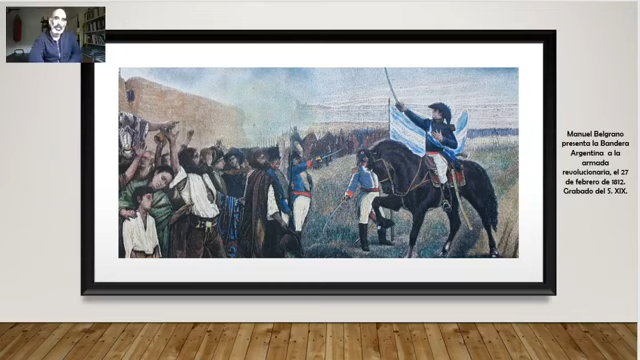 Manuel Belgrano
presenta la Bandera
Argentina a la
armada
revolucionaria, el 27
de febrero de 1812.
Grabado del S. XIX.